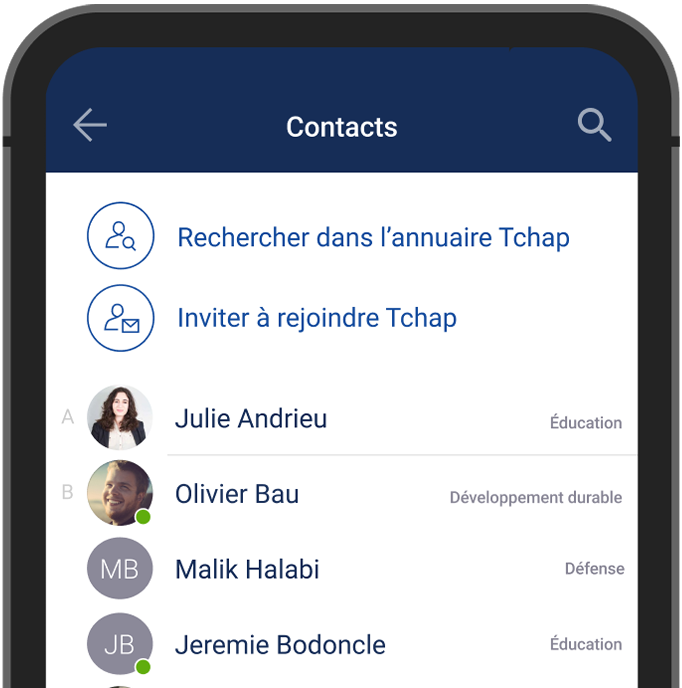 Contacts
Rechercher dans l’annuaire Tchap
Inviter à rejoindre Tchap
A
Julie Andrieu
Éducation
B
Olivier Bau
Développement durable
MB
Malik Halabi
Défense
JB
Jeremie Bodoncle
Éducation